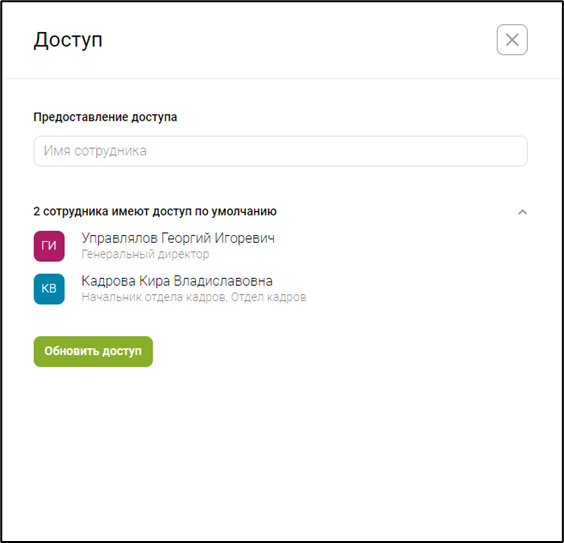 Доступ
Предоставление доступа
Имя сотрудника
2 сотрудника имеют доступ по умолчанию
ГИ
Управлялов Георгий Игоревич
Генеральный директор
КВ
Кадрова Кира Владиславовна
Начальник отдела кадров, Отдел кадров
Обновить доступ